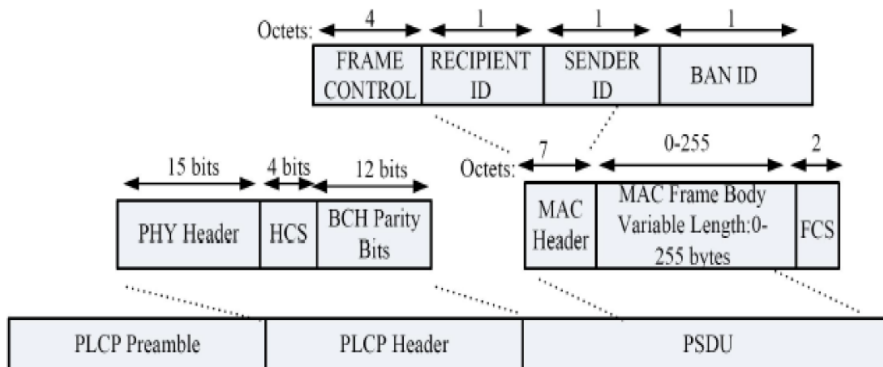 Octets: 4 1 1 1
FRAME CONTROL RECIPIENT ID SENDER ID BAN ID
15 bits 4 bits 12 bits
Octets: 7 0-255 2
PHY Header HCS BCH Parity Bits
MAC Header MAC Frame Body Variable Length:0-255 bytes FCS
PLCP Preamble PLCP Header PSDU